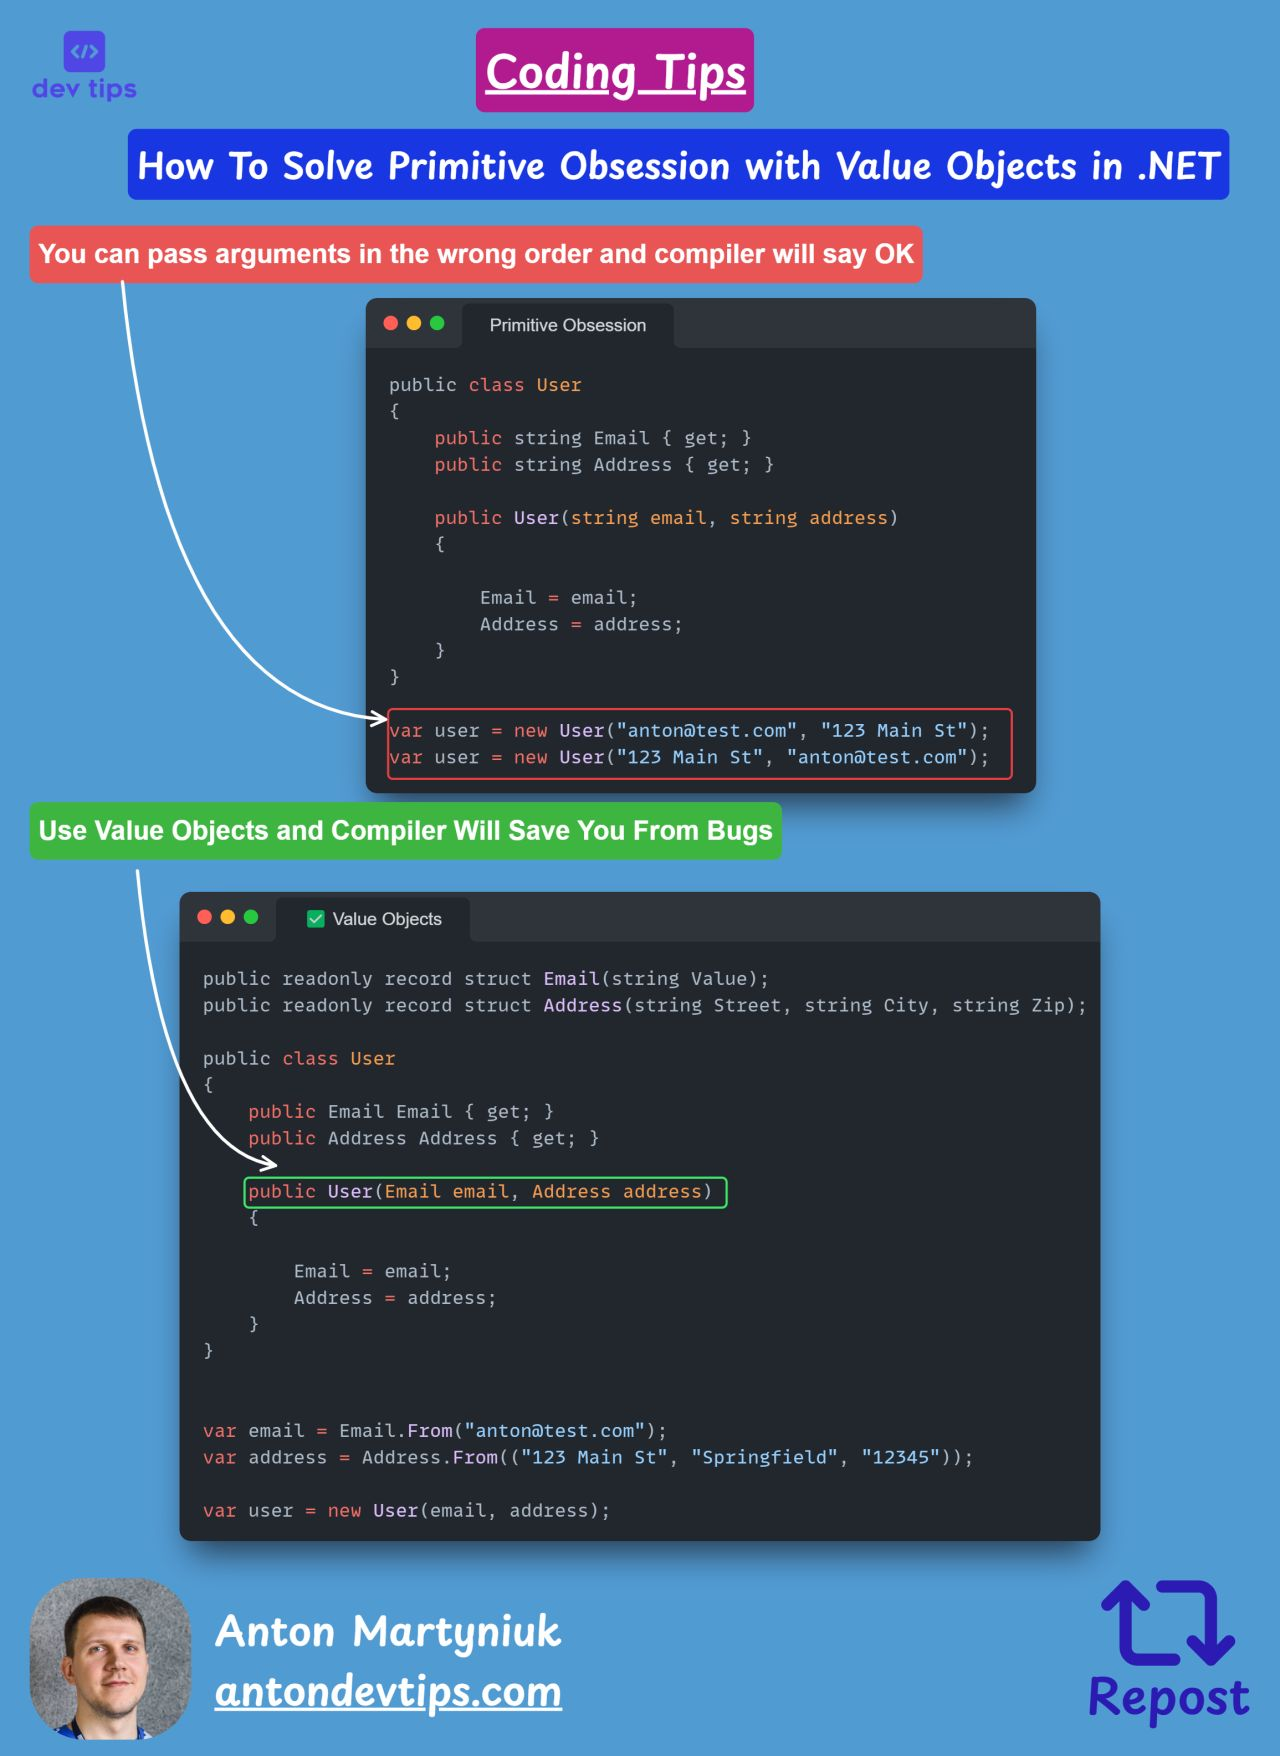 </>
dev tips
Coding Tips
How To Solve Primitive Obsession with Value Objects in .NET
You can pass arguments in the wrong order and compiler will say OK
Primitive Obsession
public class User
{
    public string Email { get; }
    public string Address { get; }
    public User(string email, string address)
    {
        Email = email;
        Address = address;
    }
}
var user = new User("anton@test.com", "123 Main St");
var user = new User("123 Main St", "anton@test.com");
Use Value Objects and Compiler Will Save You From Bugs
✅ Value Objects
public readonly record struct Email(string Value);
public readonly record struct Address(string Street, string City, string Zip);
public class User
{
    public Email Email { get; }
    public Address Address { get; }
    public User(Email email, Address address)
    {
        Email = email;
        Address = address;
    }
}
var email = Email.From("anton@test.com");
var address = Address.From(("123 Main St", "Springfield", "12345"));
var user = new User(email, address);
Anton Martyniuk
antondevtips.com
Repost